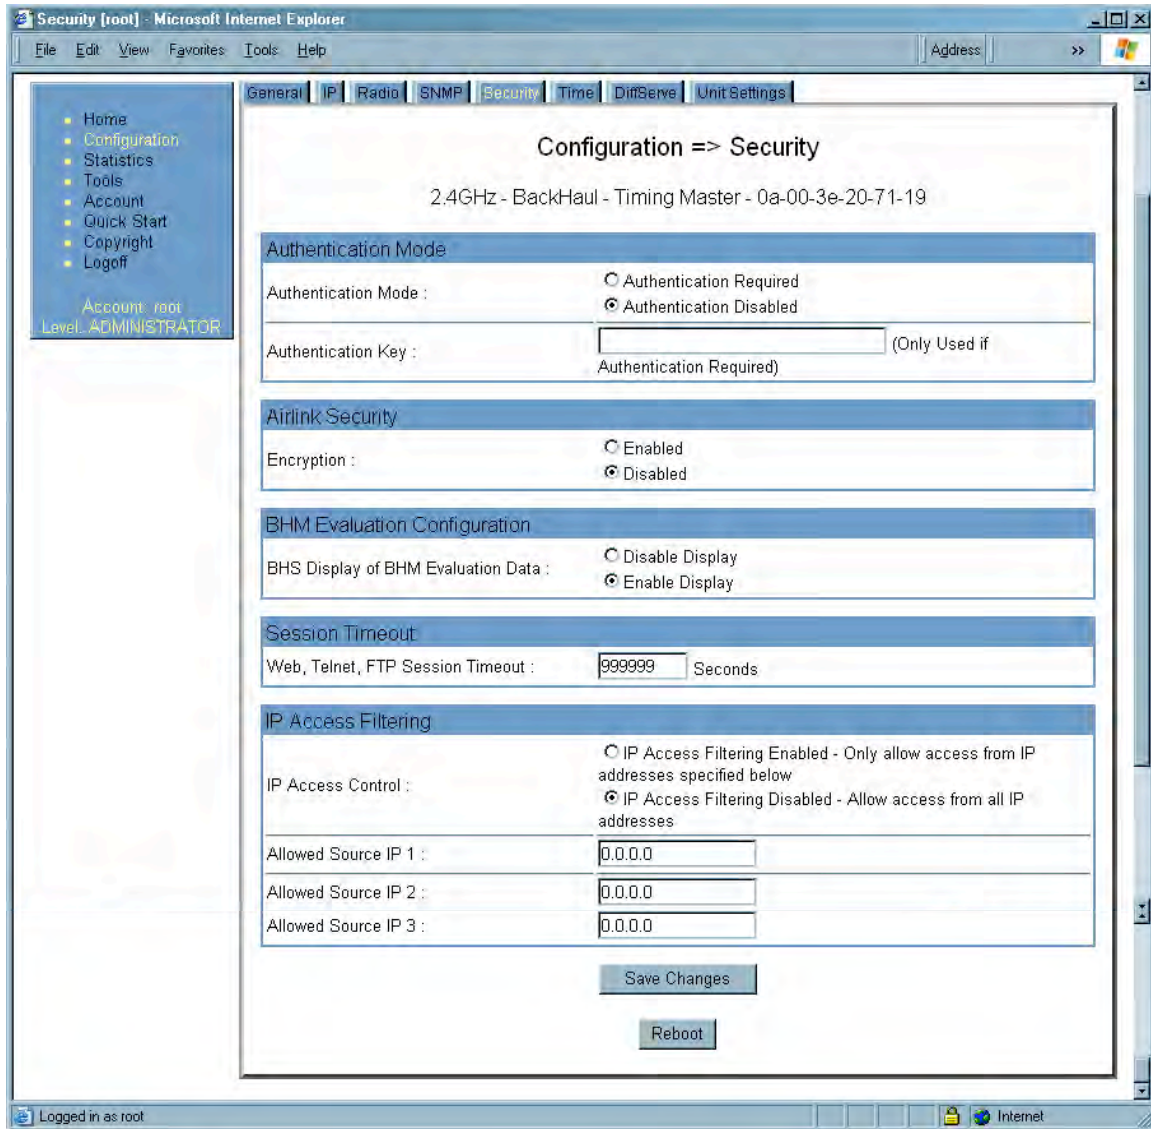 Security [root] - Microsoft Internet Explorer
File Edit View Favorites Tools Help
Address »
General IP Radio SNMP Security Time DiffServe Unit Settings
Home
Configuration
Statistics
Tools
Account
Quick Start
Copyright
Logoff
Account: root
Level: ADMINISTRATOR
Configuration => Security
2.4GHz - BackHaul - Timing Master - 0a-00-3e-20-71-19
Authentication Mode
Authentication Mode :
Authentication Required
Authentication Disabled
Authentication Key :
(Only Used if
Authentication Required)
Airlink Security
Encryption :
Enabled
Disabled
BHM Evaluation Configuration
BHS Display of BHM Evaluation Data :
Disable Display
Enable Display
Session Timeout
Web, Telnet, FTP Session Timeout : 999999 Seconds
IP Access Filtering
IP Access Control :
IP Access Filtering Enabled - Only allow access from IP
addresses specified below
IP Access Filtering Disabled - Allow access from all IP
addresses
Allowed Source IP 1 : 0.0.0.0
Allowed Source IP 2 : 0.0.0.0
Allowed Source IP 3 : 0.0.0.0
Save Changes
Reboot
Logged in as root
Internet